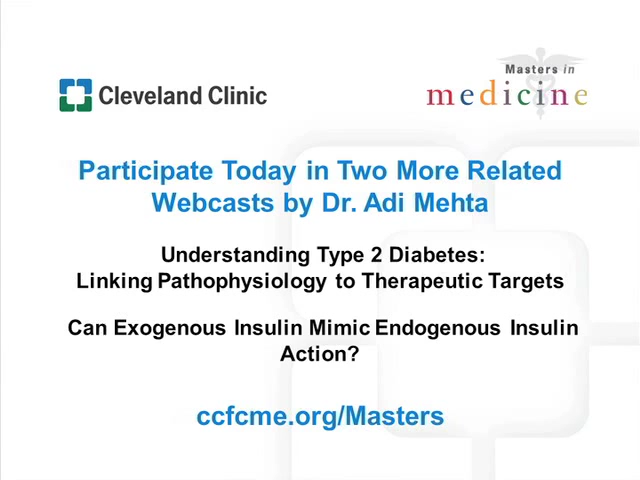 Cleveland Clinic
Masters in
medicine
Participate Today in Two More Related
Webcasts by Dr. Adi Mehta
Understanding Type 2 Diabetes:
Linking Pathophysiology to Therapeutic Targets
Can Exogenous Insulin Mimic Endogenous Insulin
Action?
ccfcme.org/Masters